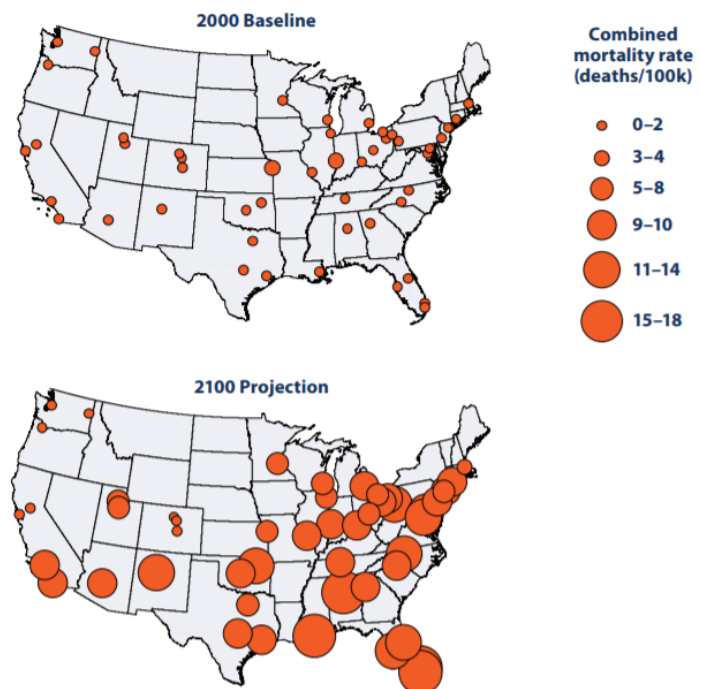 2000 Baseline
Combined
mortality rate
(deaths/100k)
0–2
3–4
5–8
9–10
11–14
15–18
2100 Projection